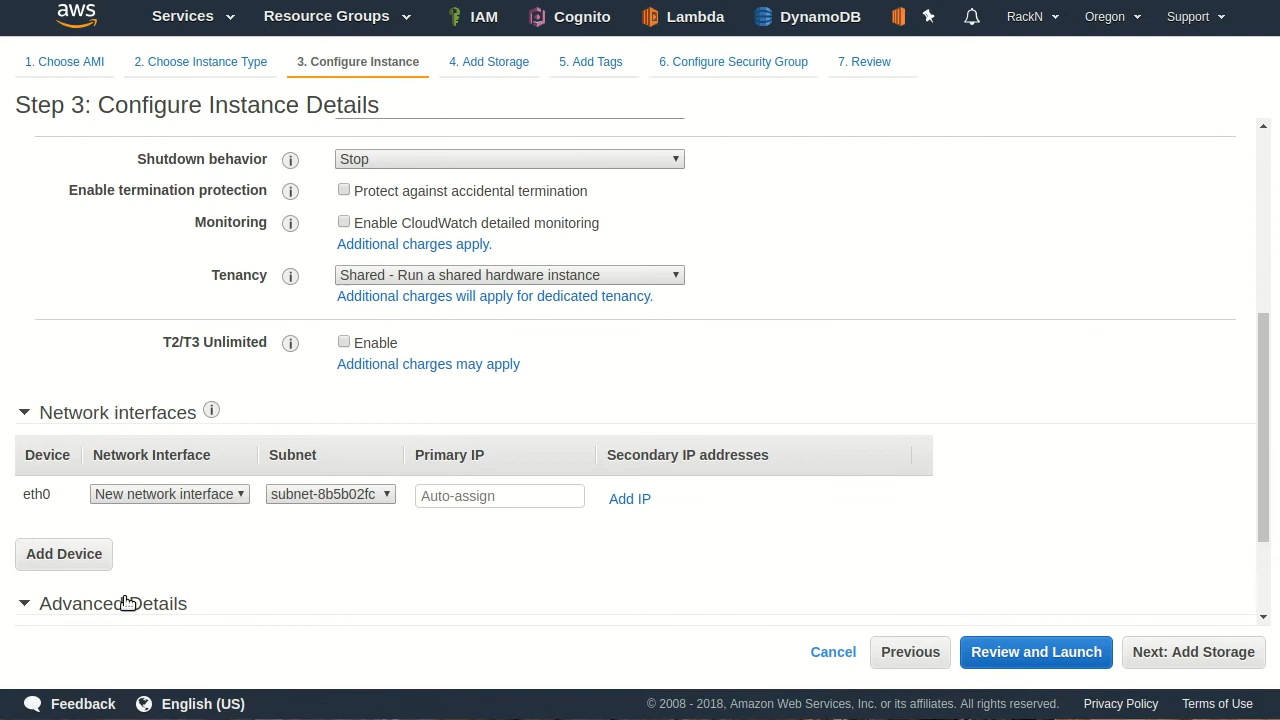 aws Services Resource Groups IAM Cognito Lambda DynamoDB RackN Oregon Support
1. Choose AMI 2. Choose Instance Type 3. Configure Instance 4. Add Storage 5. Add Tags 6. Configure Security Group 7. Review
Step 3: Configure Instance Details
Shutdown behavior i Stop
Enable termination protection i Protect against accidental termination
Monitoring i Enable CloudWatch detailed monitoring
Additional charges apply.
Tenancy i Shared - Run a shared hardware instance
Additional charges will apply for dedicated tenancy.
T2/T3 Unlimited i Enable
Additional charges may apply
Network interfaces i
Device Network Interface Subnet Primary IP Secondary IP addresses
eth0 New network interface subnet-8b5b02fc Auto-assign Add IP
Add Device
Advanced Details
Cancel Previous Review and Launch Next: Add Storage
Feedback English (US) © 2008 - 2018, Amazon Web Services, Inc. or its affiliates. All rights reserved. Privacy Policy Terms of Use